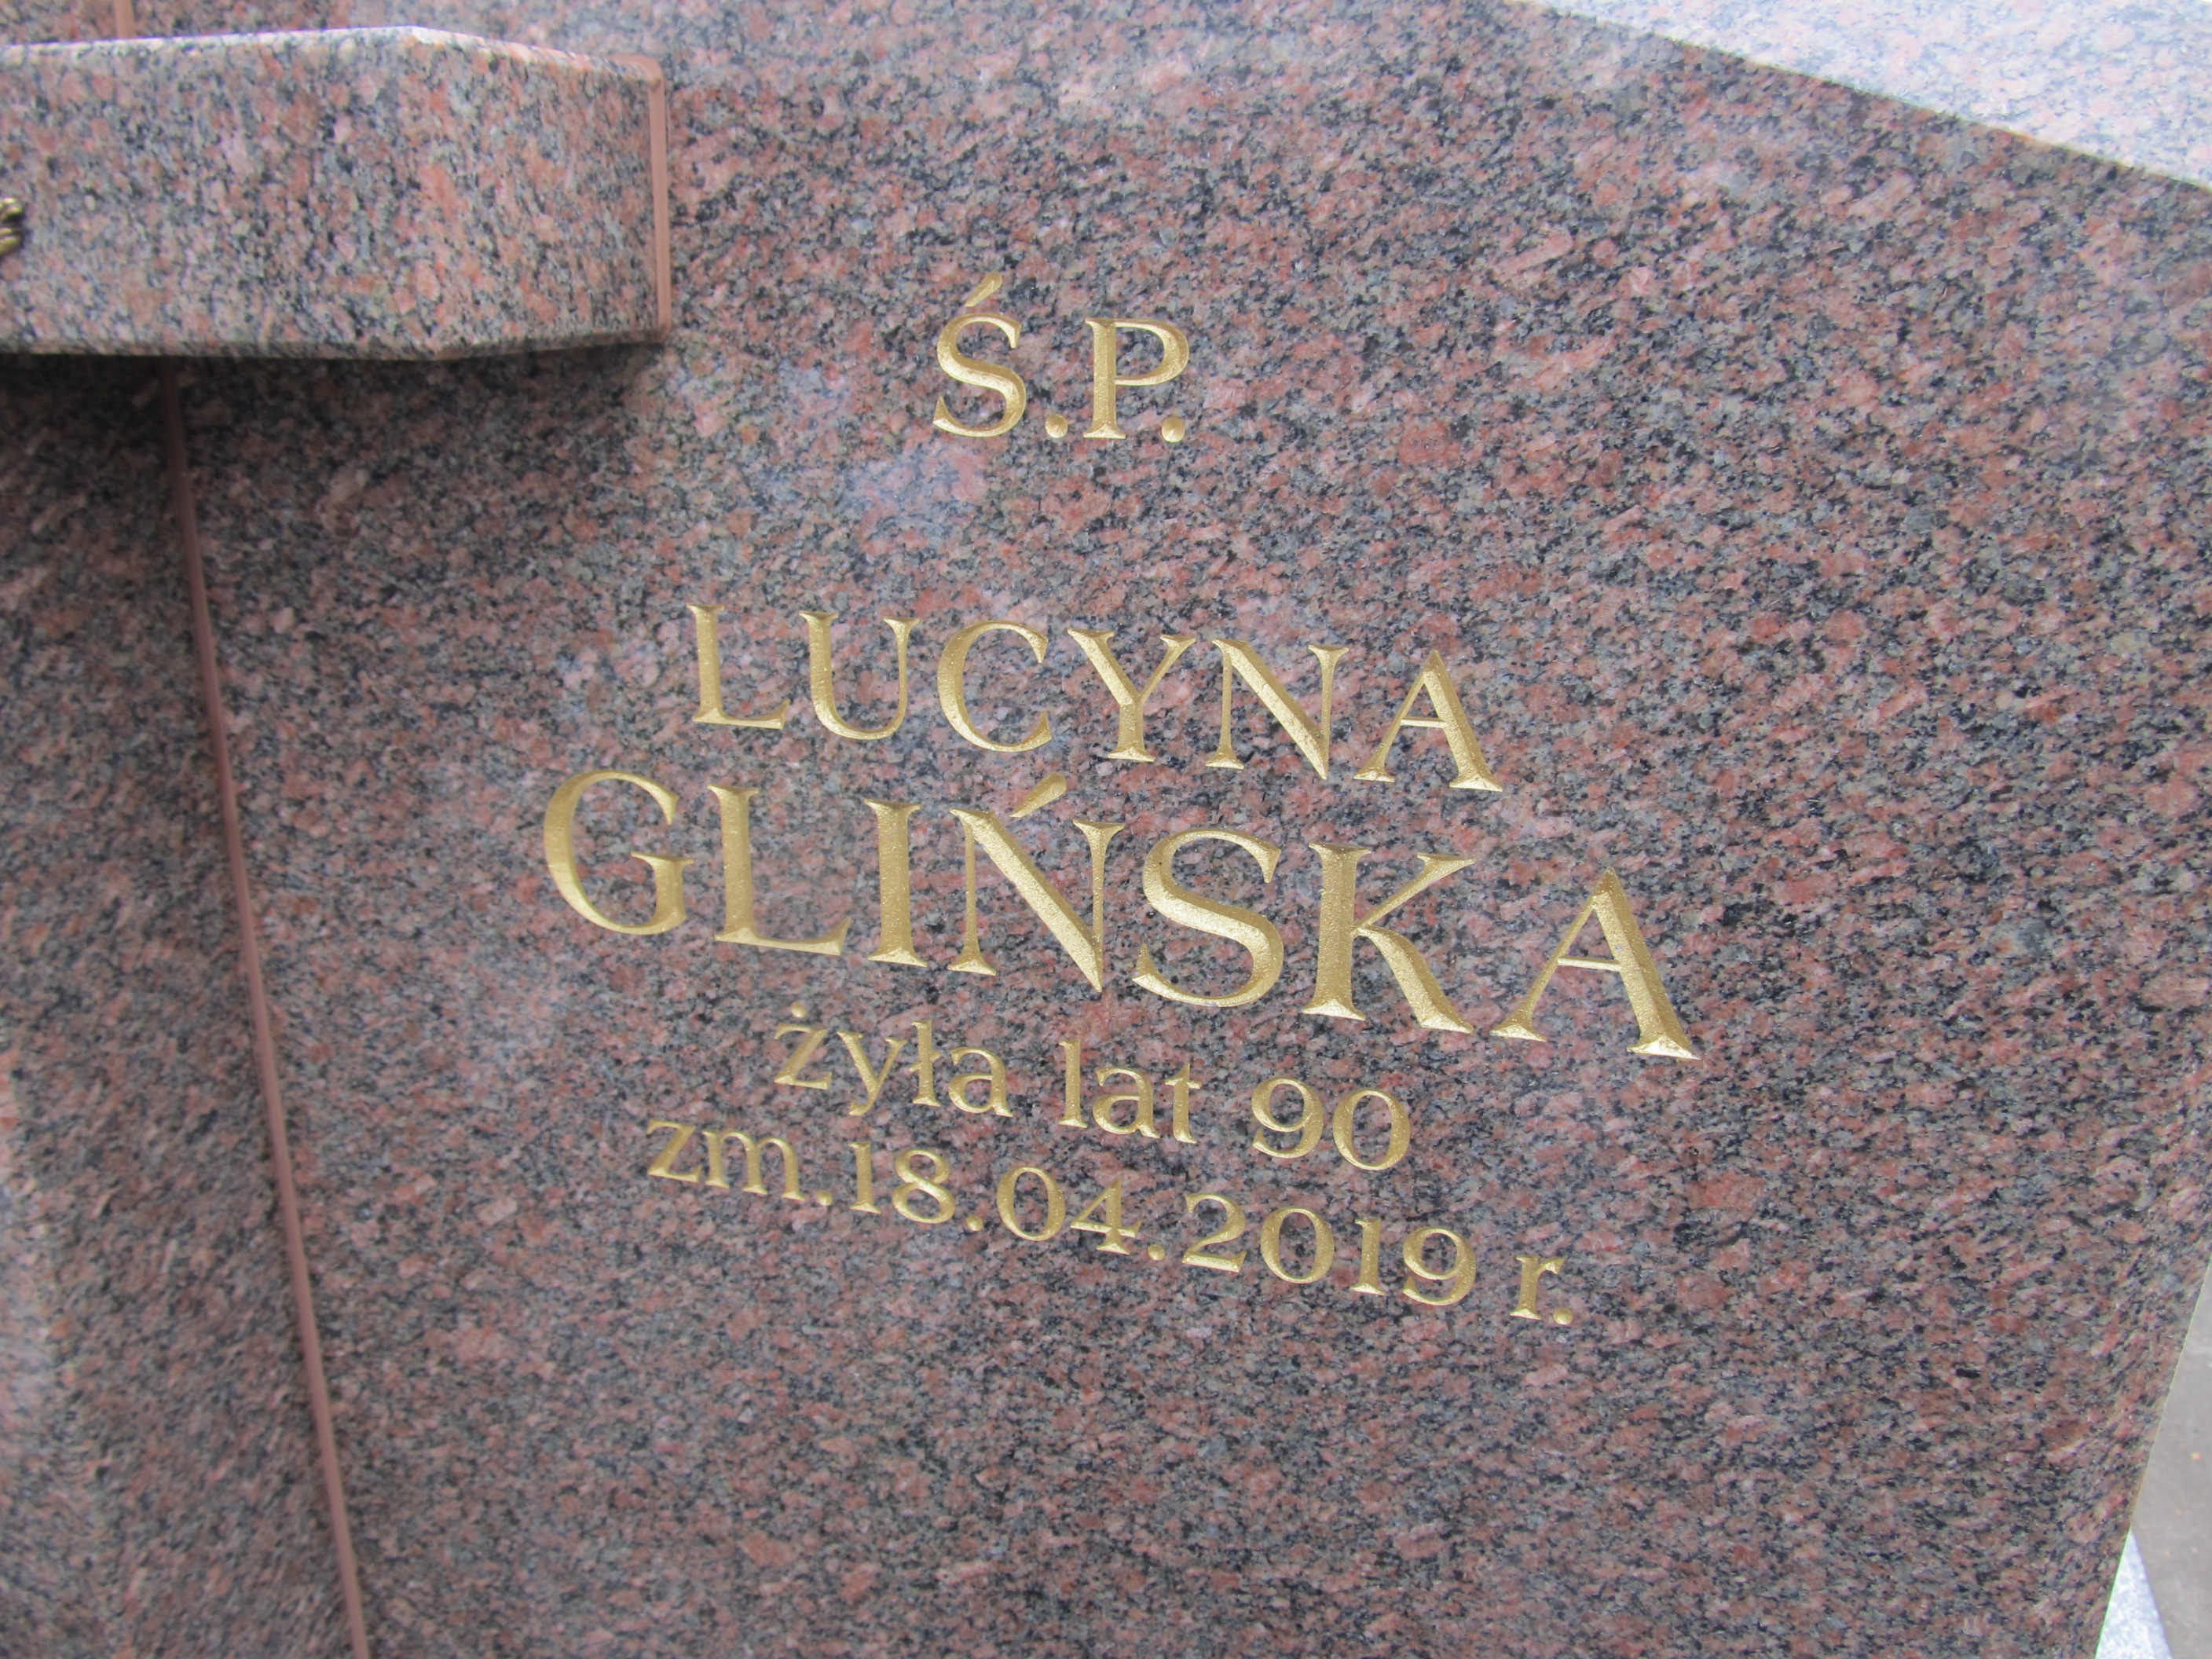 Ś.P.
LUCYNA
GLIŃSKA
żyła lat 90
zm.18.04.2019 r.